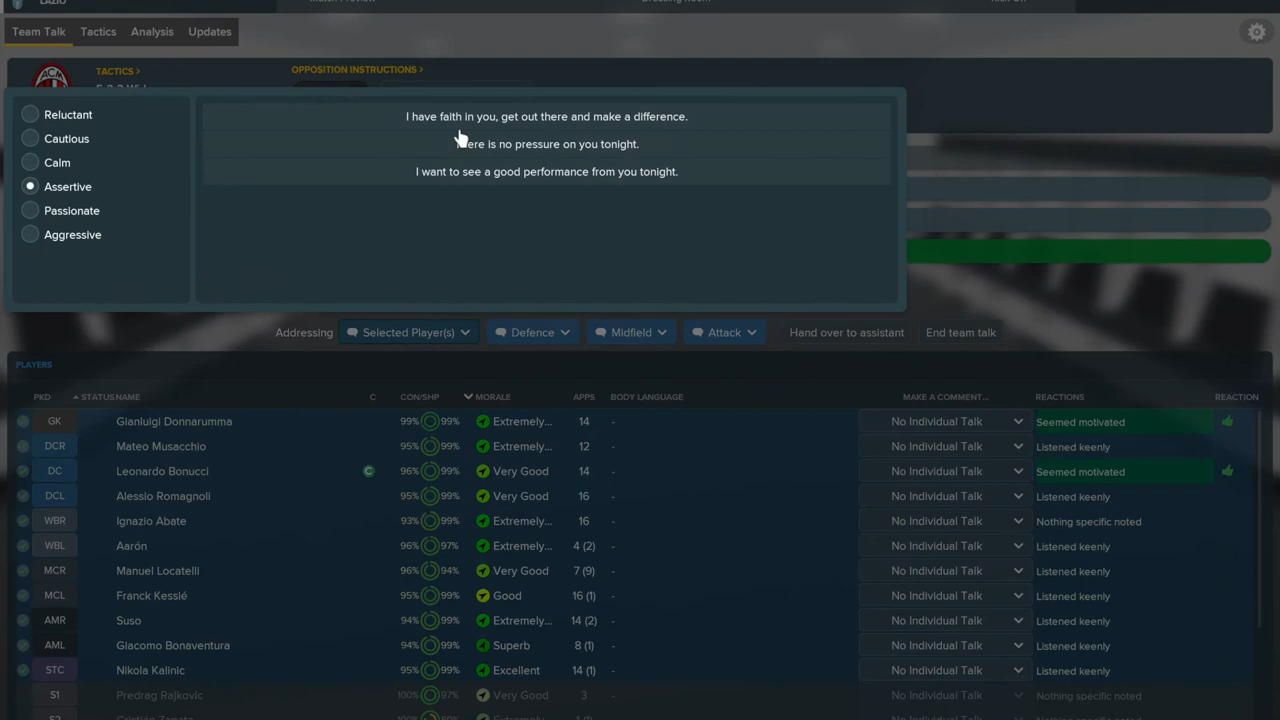 LAZIO
Match Preview
Dressing Room
Kick Off
Team Talk Tactics Analysis Updates
ACM
TACTICS >
OPPOSITION INSTRUCTIONS >
Reluctant
Cautious
Calm
Assertive
Passionate
Aggressive
I have faith in you, get out there and make a difference.
here is no pressure on you tonight.
I want to see a good performance from you tonight.
Addressing Selected Player(s) Defence Midfield Attack Hand over to assistant End team talk
PLAYERS
PKD STATUS NAME C CON/SHP MORALE APPS BODY LANGUAGE MAKE A COMMENT... REACTIONS REACTION
GK Gianluigi Donnarumma 99% 99% Extremely... 14 - No Individual Talk Seemed motivated
DCR Mateo Musacchio 95% 99% Extremely... 12 - No Individual Talk Listened keenly
DC Leonardo Bonucci C 96% 99% Very Good 14 - No Individual Talk Seemed motivated
DCL Alessio Romagnoli 95% 99% Very Good 16 - No Individual Talk Listened keenly
WBR Ignazio Abate 93% 99% Extremely... 16 - No Individual Talk Nothing specific noted
WBL Aarón 96% 97% Extremely... 4 (2) - No Individual Talk Listened keenly
MCR Manuel Locatelli 96% 94% Very Good 7 (9) - No Individual Talk Listened keenly
MCL Franck Kessié 95% 99% Good 16 (1) - No Individual Talk Listened keenly
AMR Suso 94% 99% Extremely... 14 (2) - No Individual Talk Listened keenly
AML Giacomo Bonaventura 94% 99% Superb 8 (1) - No Individual Talk Listened keenly
STC Nikola Kalinic 95% 99% Excellent 14 (1) - No Individual Talk Listened keenly
S1 Predrag Rajkovic 100% 97% Very Good 3 - No Individual Talk Nothing specific noted